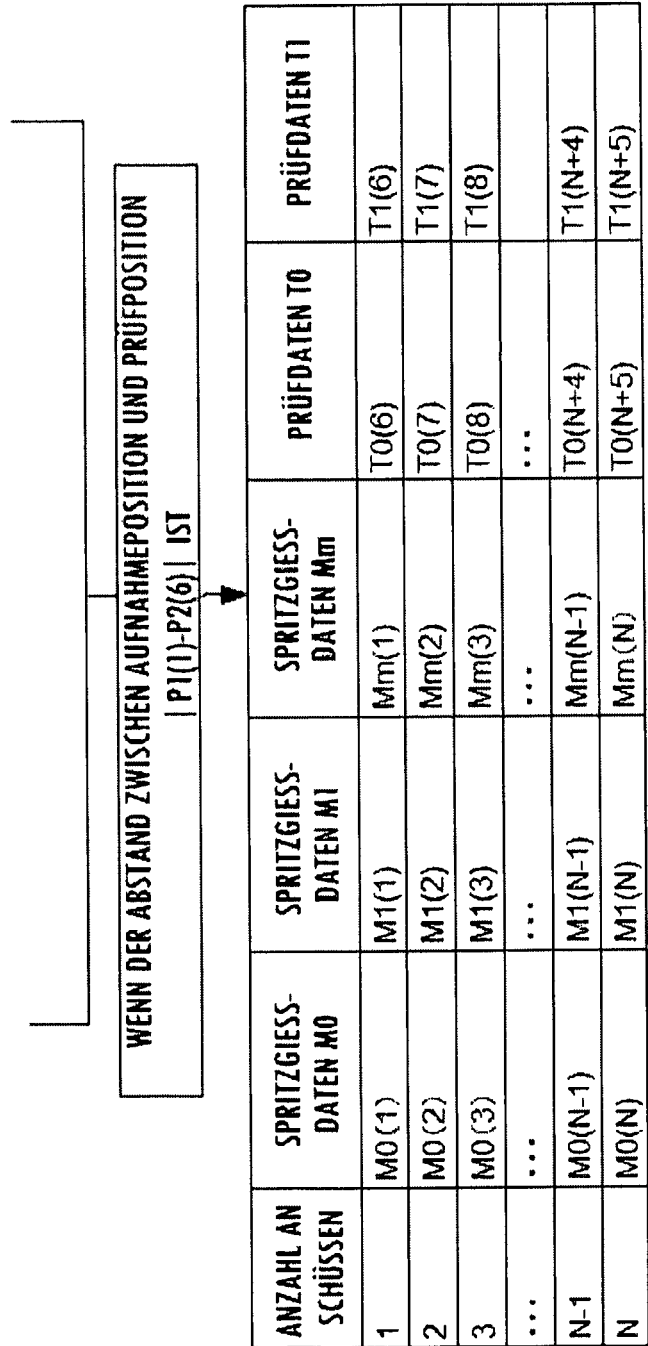 WENN DER ABSTAND ZWISCHEN AUFNAHMEPOSITION UND PRÜFPOSITION
|P1(1)-P2(6)| IST
ANZAHL AN SCHÜSSEN SPRITZGIESS-DATEN M0 SPRITZGIESS-DATEN M1 SPRITZGIESS-DATEN Mm PRÜFDATEN T0 PRÜFDATEN T1
1 M0(1) M1(1) Mm(1) T0(6) T1(6)
2 M0(2) M1(2) Mm(2) T0(7) T1(7)
3 M0(3) M1(3) Mm(3) T0(8) T1(8)
... ... ... ... ...
N-1 M0(N-1) M1(N-1) Mm(N-1) T0(N+4) T1(N+4)
N M0(N) M1(N) Mm(N) T0(N+5) T1(N+5)